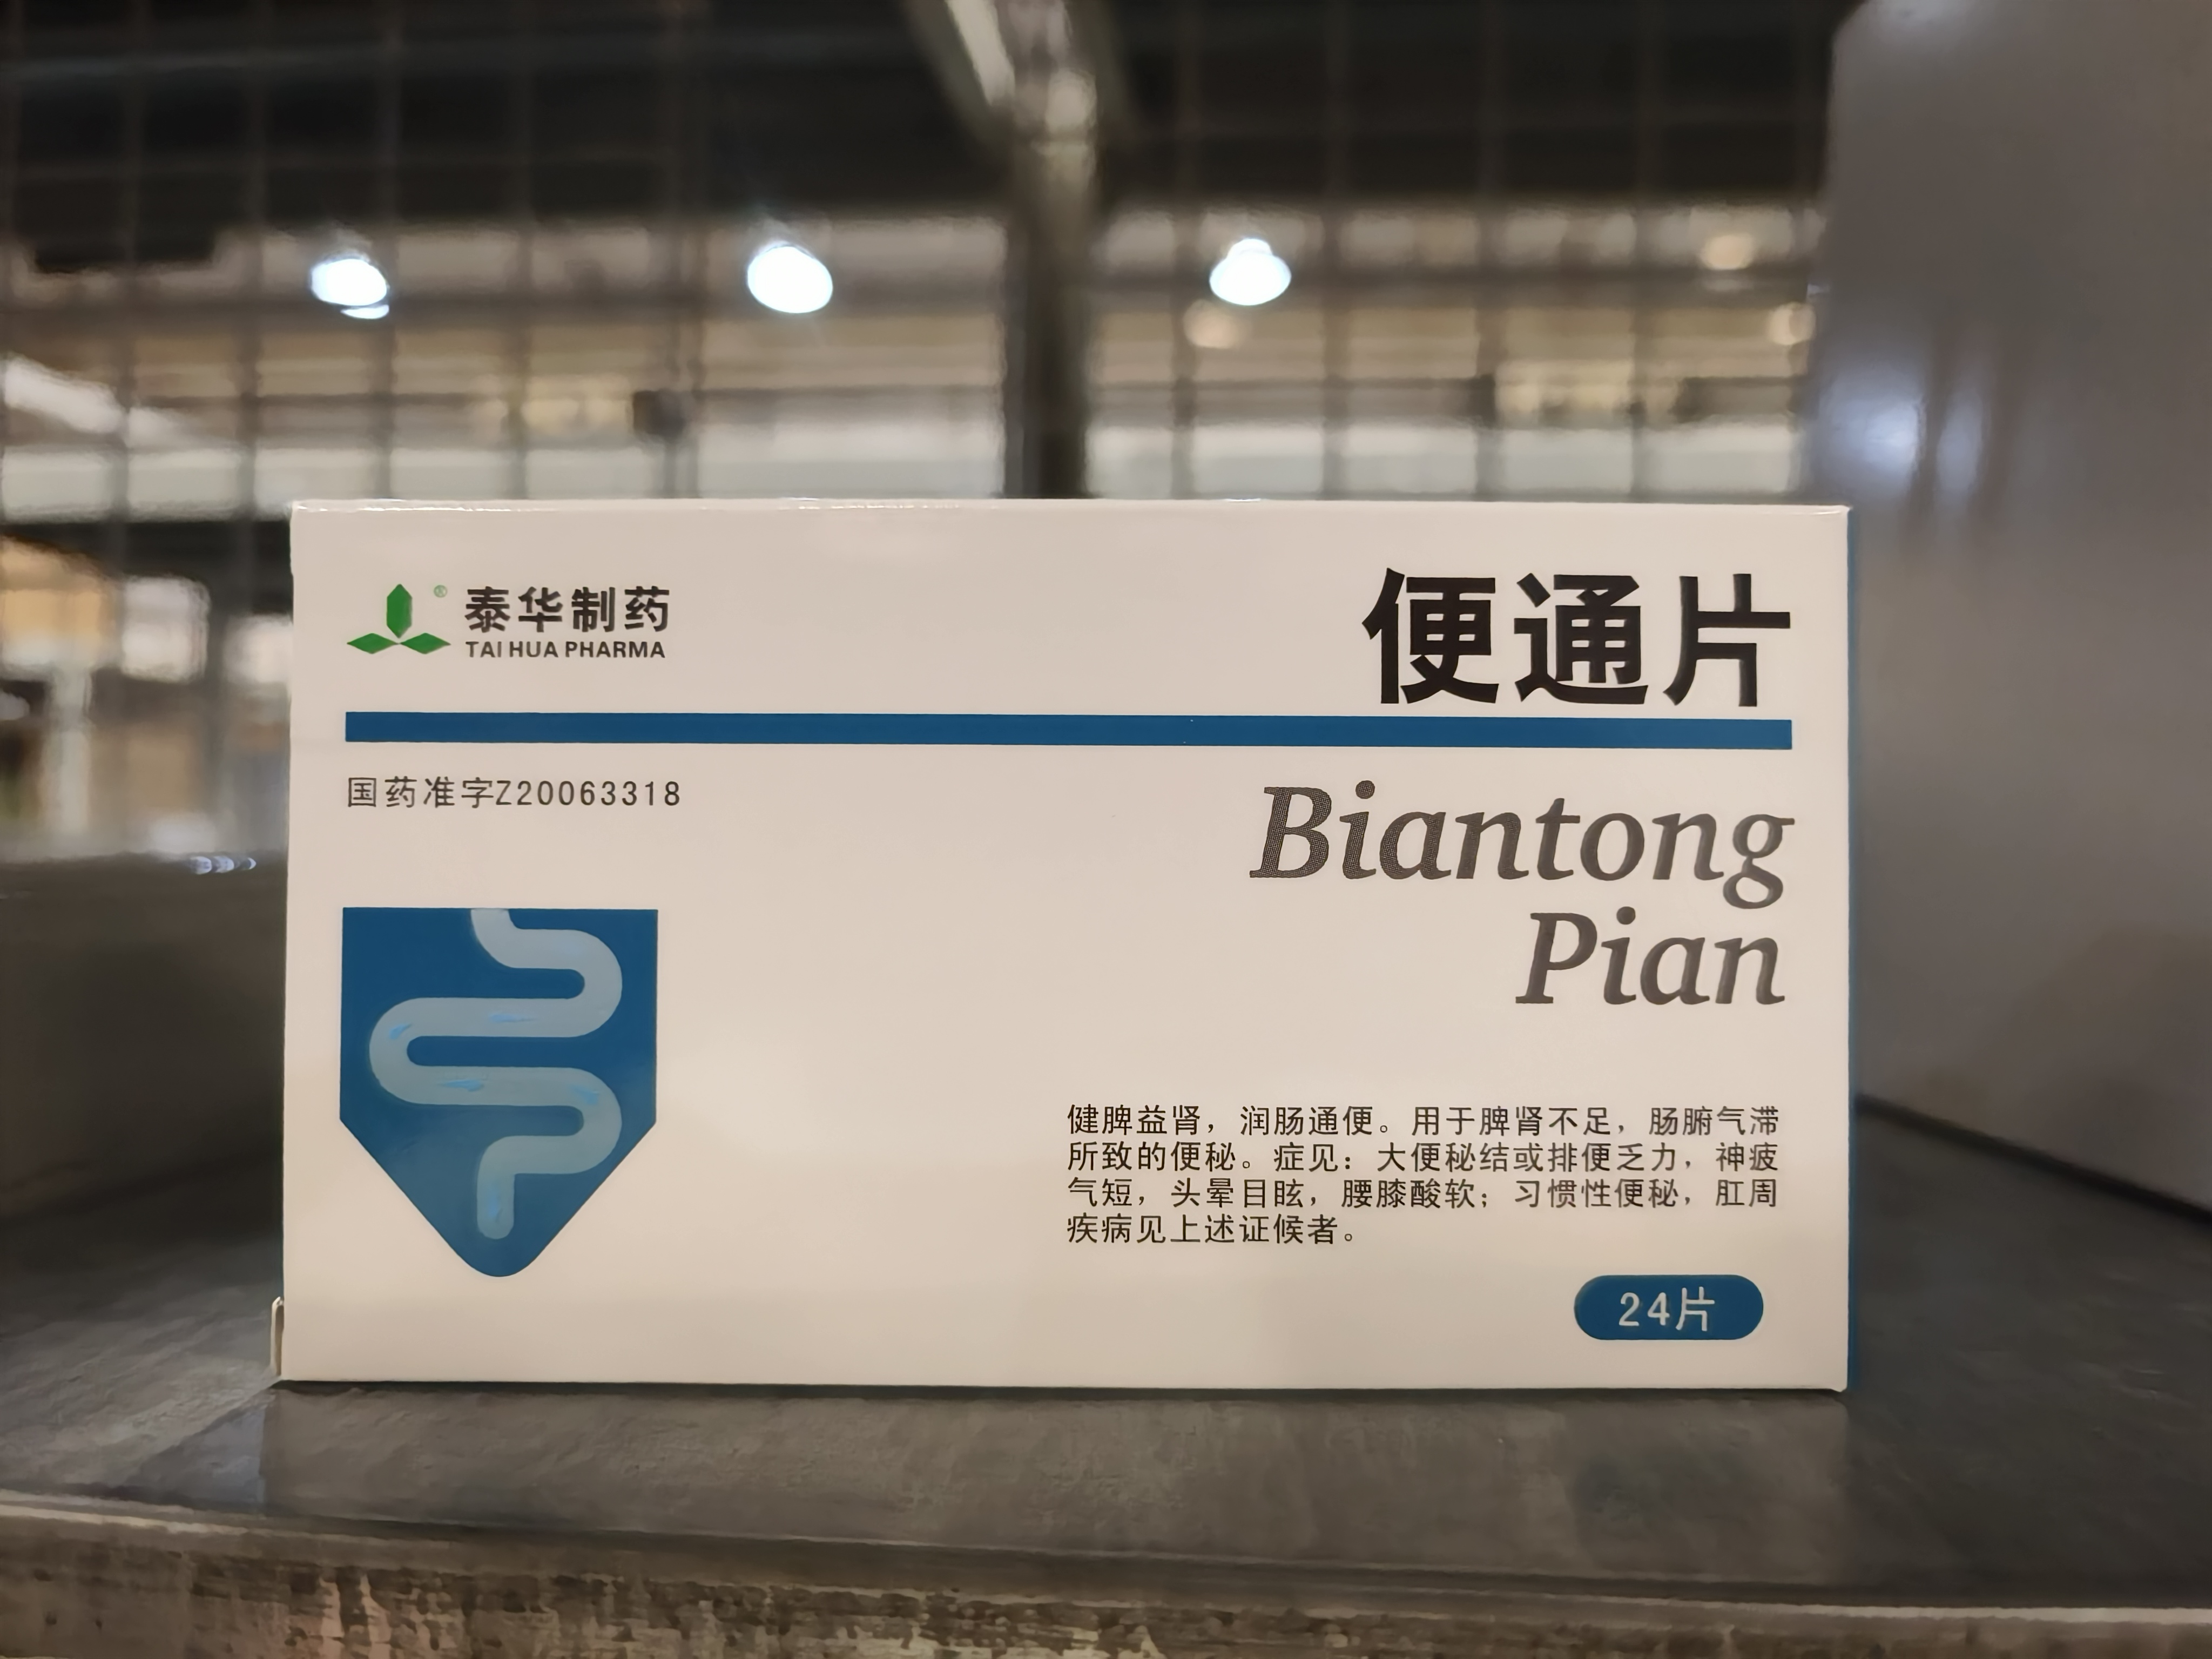 ®
泰华制药
TAI HUA PHARMA
便通片
国药准字Z20063318
Biantong
Pian
健脾益肾，润肠通便。用于脾肾不足，肠腑气滞
所致的便秘。症见：大便秘结或排便乏力，神疲
气短，头晕目眩，腰膝酸软；习惯性便秘，肛周
疾病见上述证候者。
24片